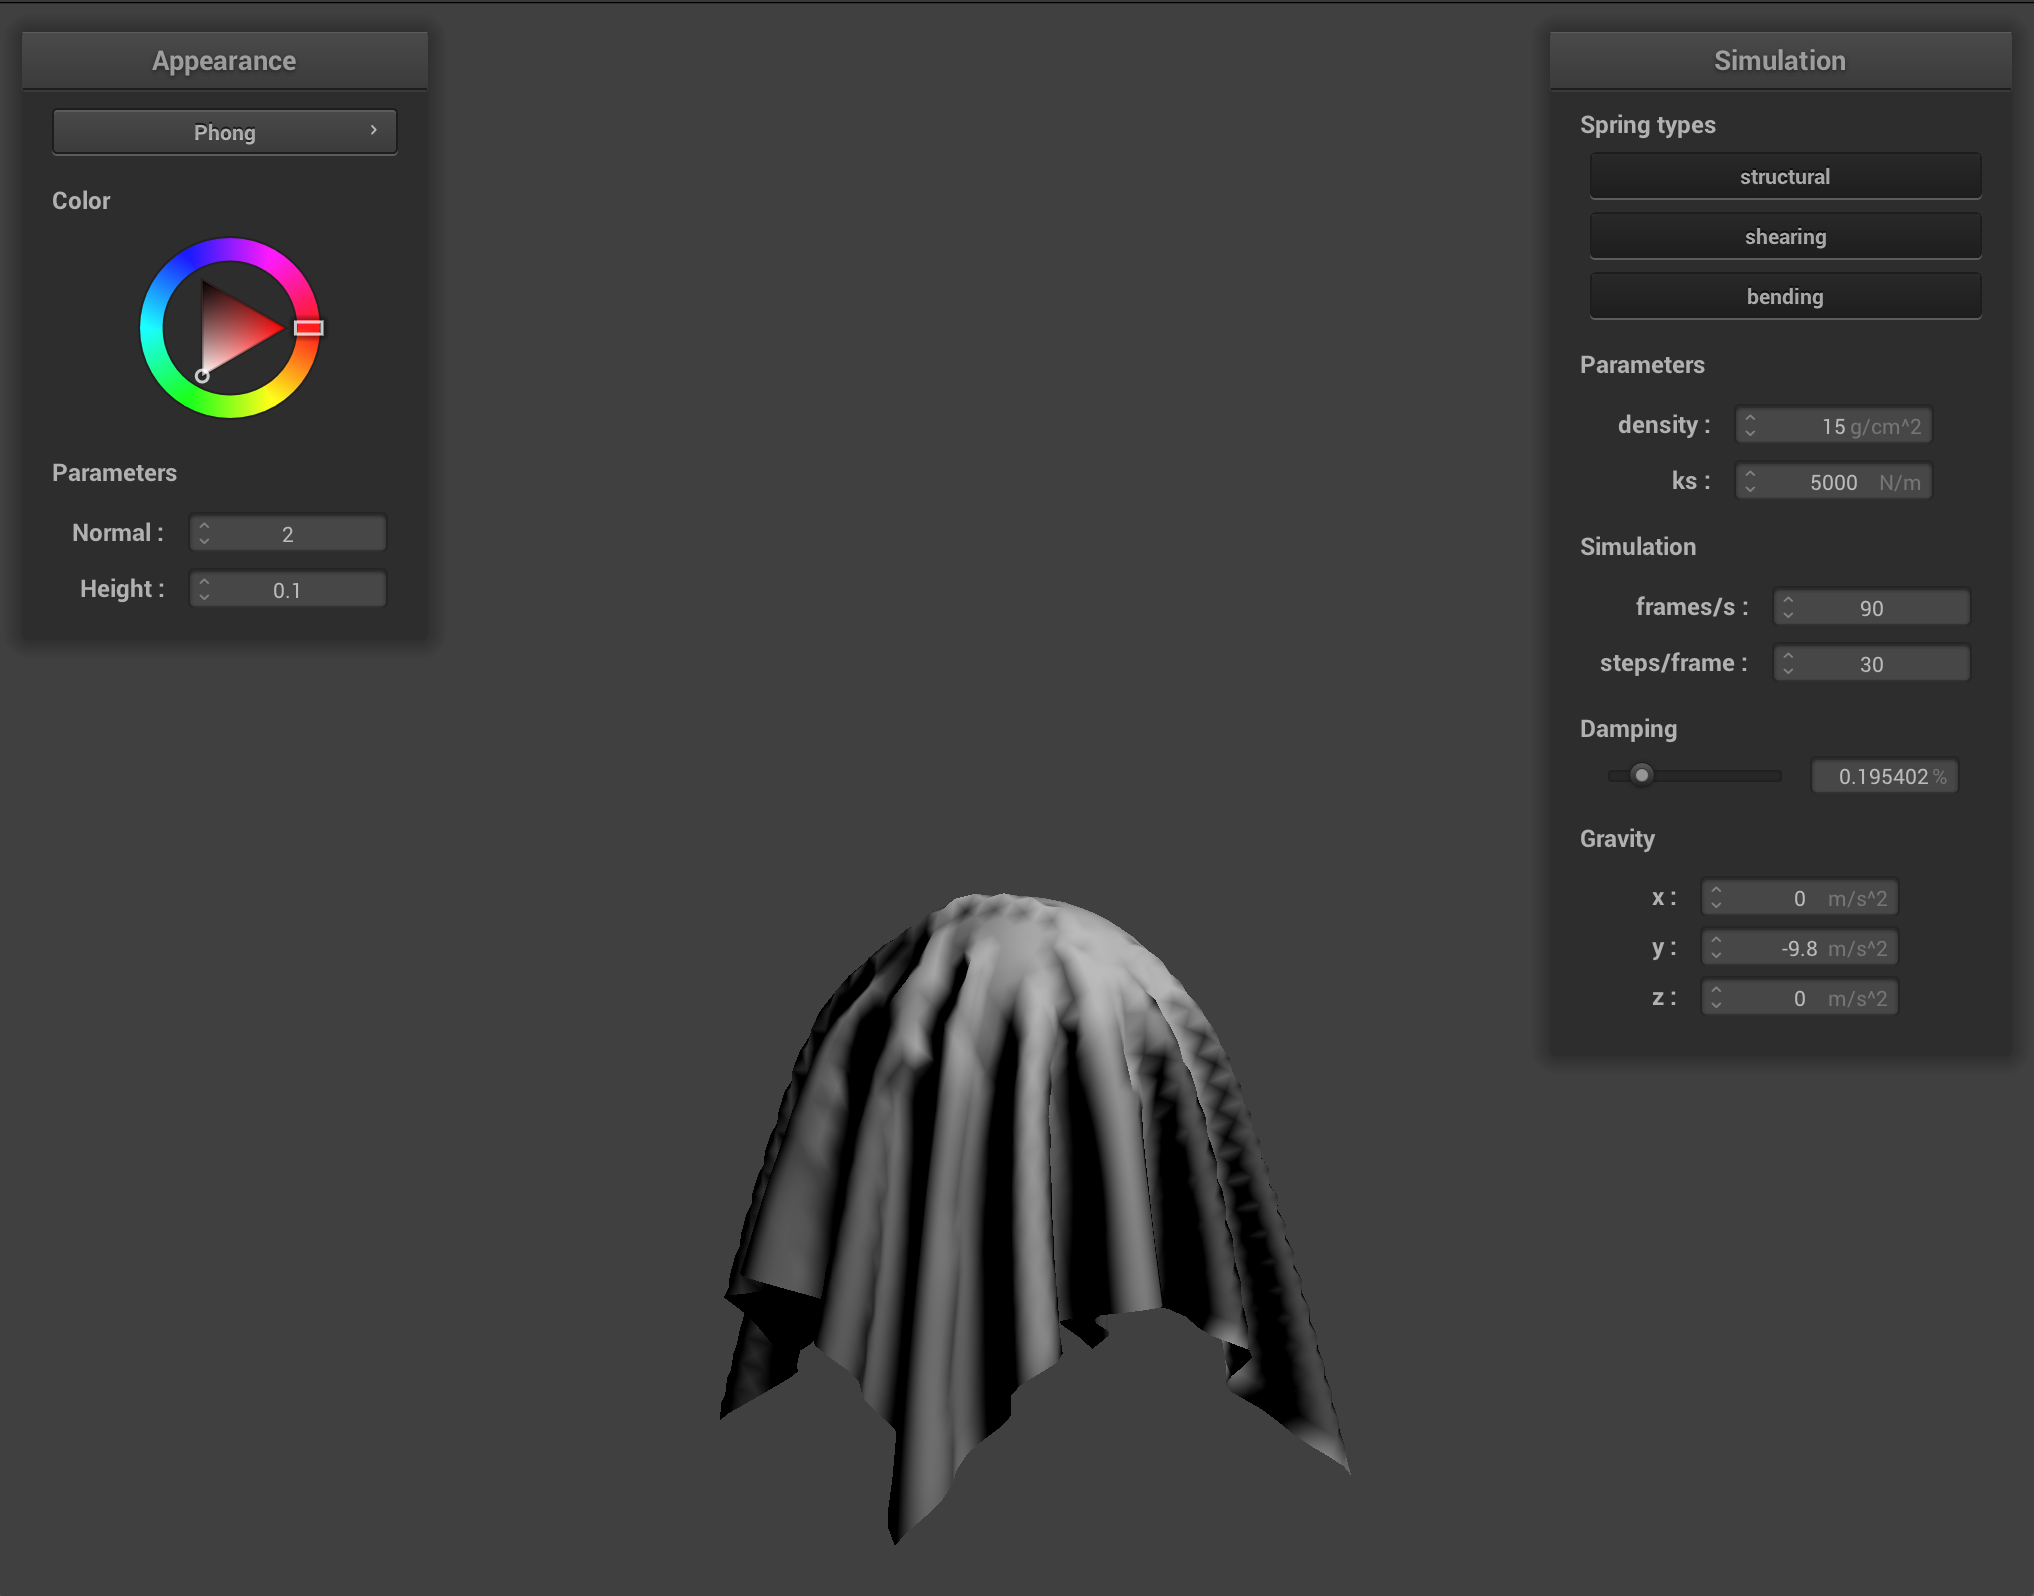 Appearance
Phong
Color
Parameters
Normal : 2
Height : 0.1
Simulation
Spring types
structural
shearing
bending
Parameters
density : 15 g/cm^2
ks : 5000 N/m
Simulation
frames/s : 90
steps/frame : 30
Damping
0.195402 %
Gravity
x : 0 m/s^2
y : -9.8 m/s^2
z : 0 m/s^2